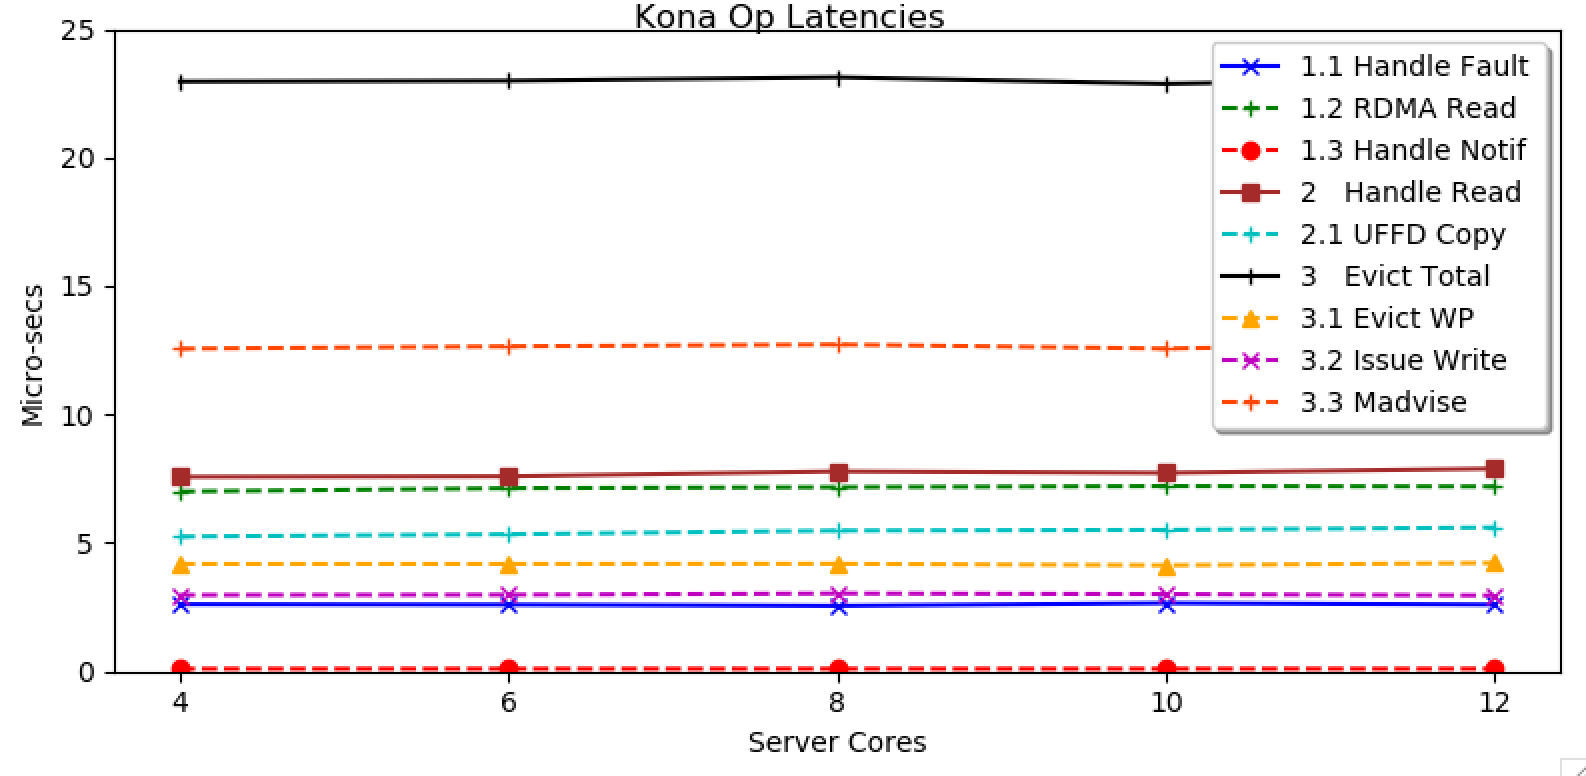 Kona Op Latencies
25
20
15
10
5
0
Micro-secs
4 6 8 10 12
Server Cores
1.1 Handle Fault
1.2 RDMA Read
1.3 Handle Notif
2 Handle Read
2.1 UFFD Copy
3 Evict Total
3.1 Evict WP
3.2 Issue Write
3.3 Madvise